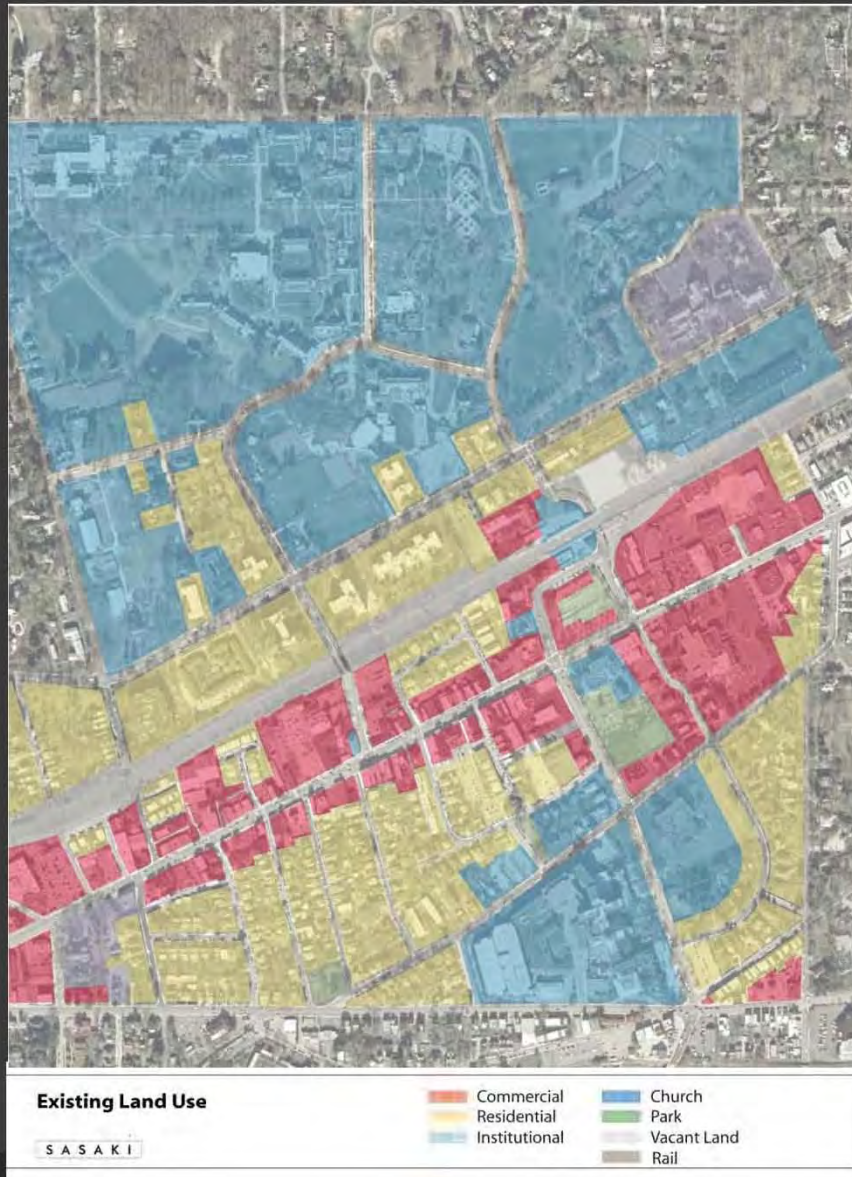 Existing Land Use
SASAKI
Commercial
Residential
Institutional
Church
Park
Vacant Land
Rail